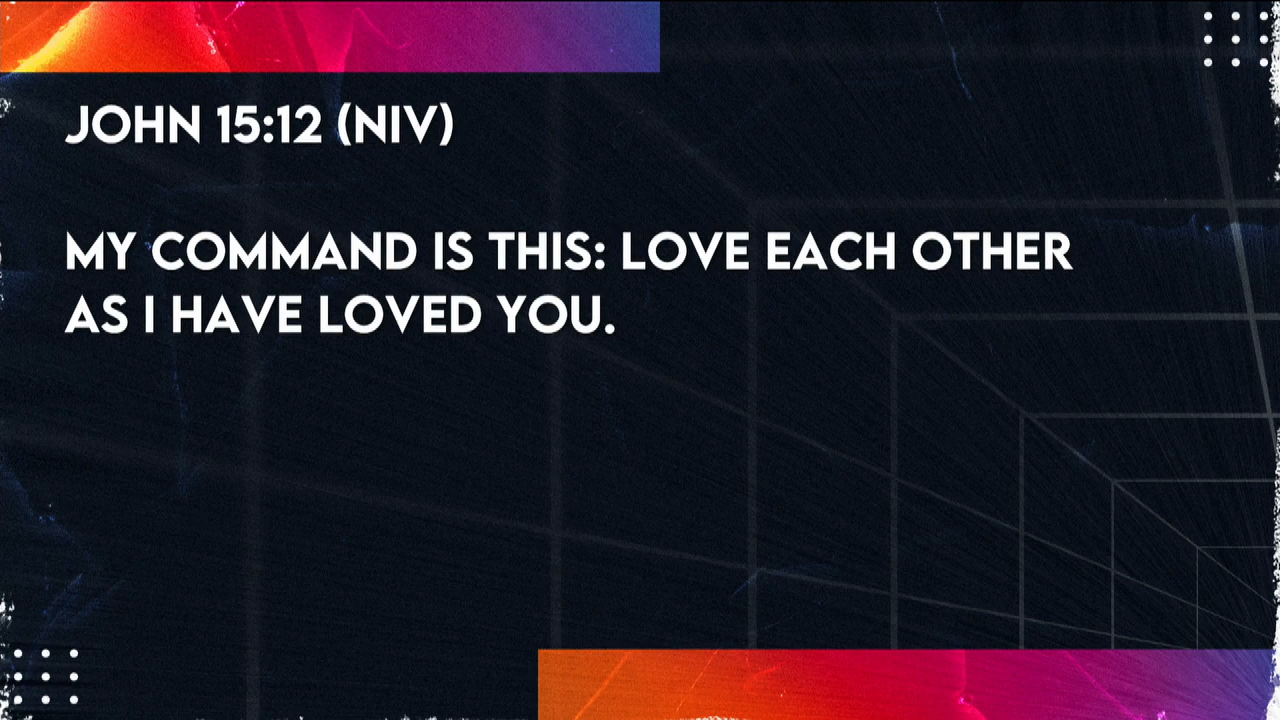 JOHN 15:12 (NIV)
MY COMMAND IS THIS: LOVE EACH OTHER
AS I HAVE LOVED YOU.